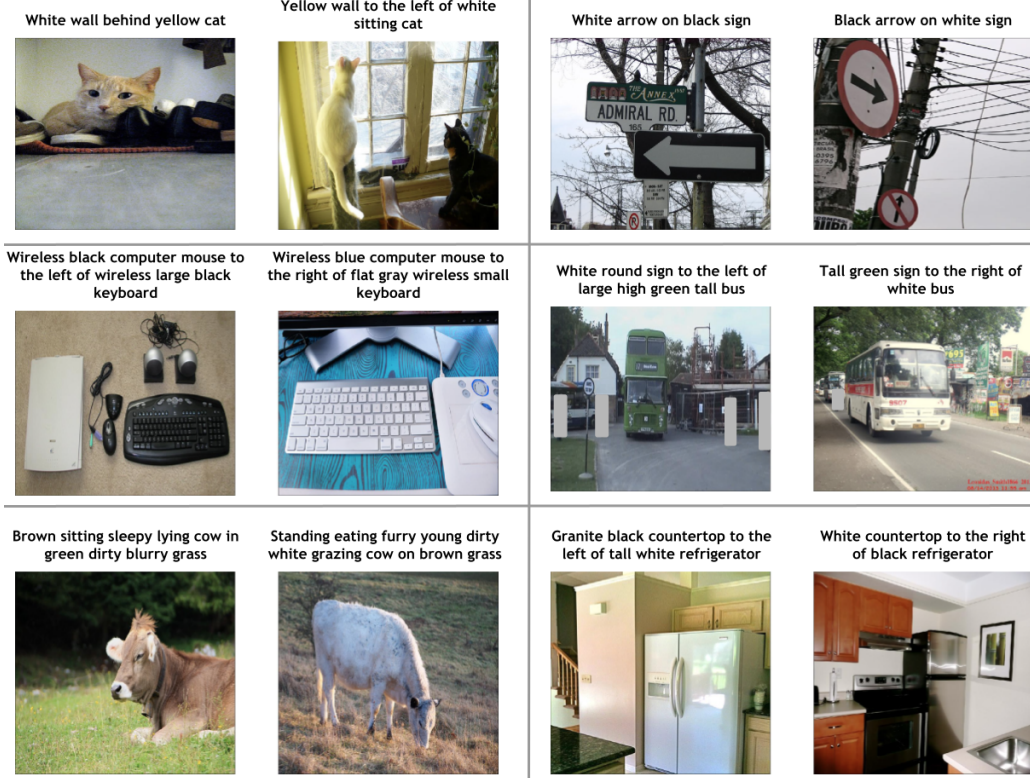 White wall behind yellow cat
Yellow wall to the left of white
sitting cat
White arrow on black sign
Black arrow on white sign
THE ANNEX
ADMIRAL RD.
165
R
Wireless black computer mouse to
the left of wireless large black
keyboard
Wireless blue computer mouse to
the right of flat gray wireless small
keyboard
White round sign to the left of
large high green tall bus
Tall green sign to the right of
white bus
Brown sitting sleepy lying cow in
green dirty blurry grass
Standing eating furry young dirty
white grazing cow on brown grass
Granite black countertop to the
left of tall white refrigerator
White countertop to the right
of black refrigerator